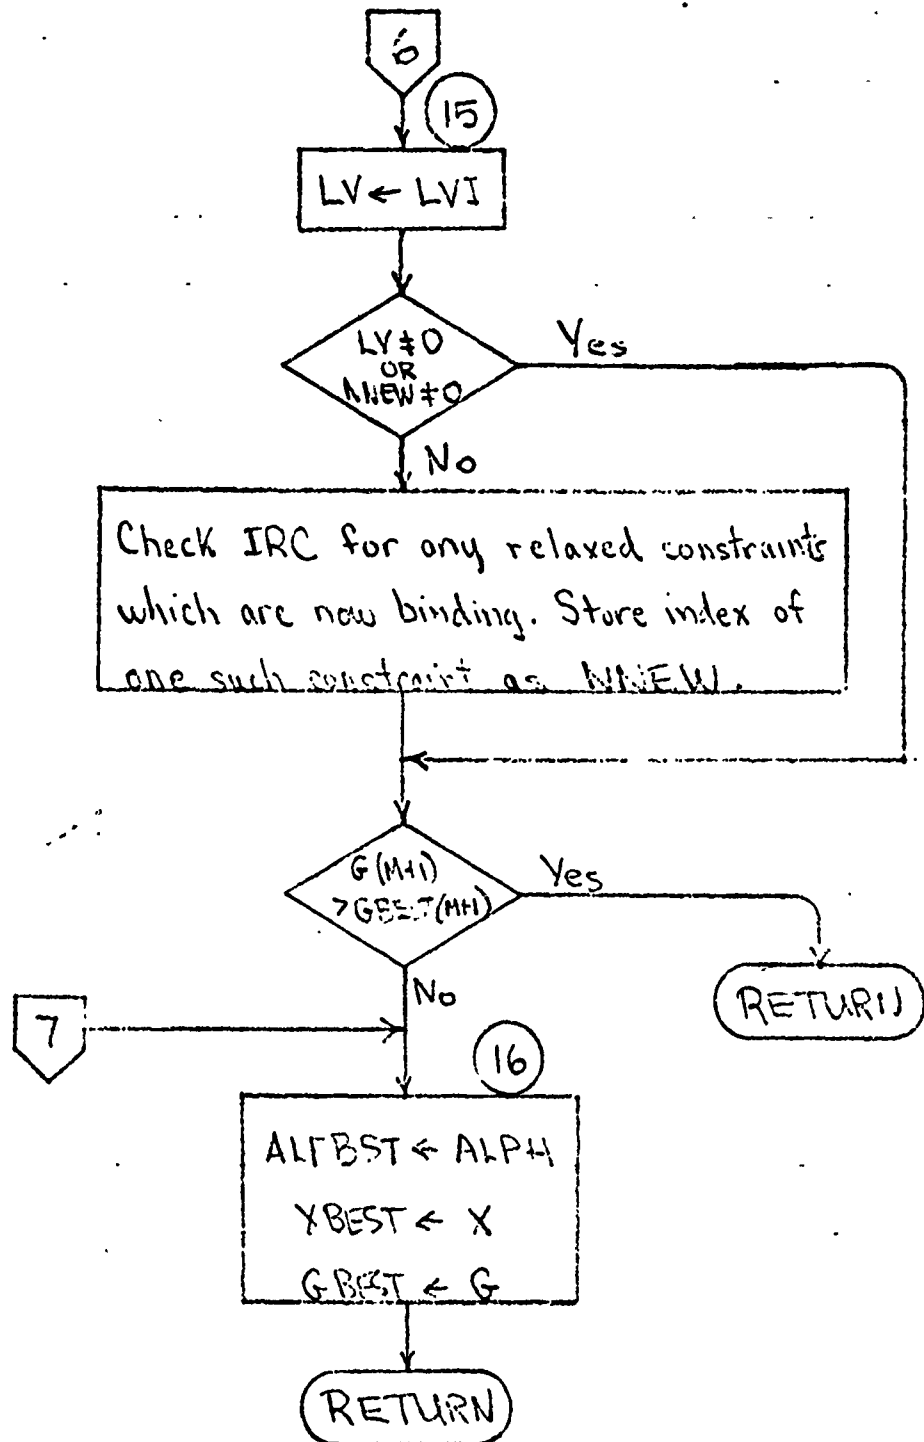 6
15
LV ← LVI
LV ≠ 0
OR
NNEW ≠ 0
Yes
No
Check IRC for any relaxed constraints
which are now binding. Store index of
one such constraint as NNEW.
G(M+1)
> GBEST(M+1)
Yes
No
RETURN
7
16
ALFBST ← ALPH
XBEST ← X
GBEST ← G
RETURN